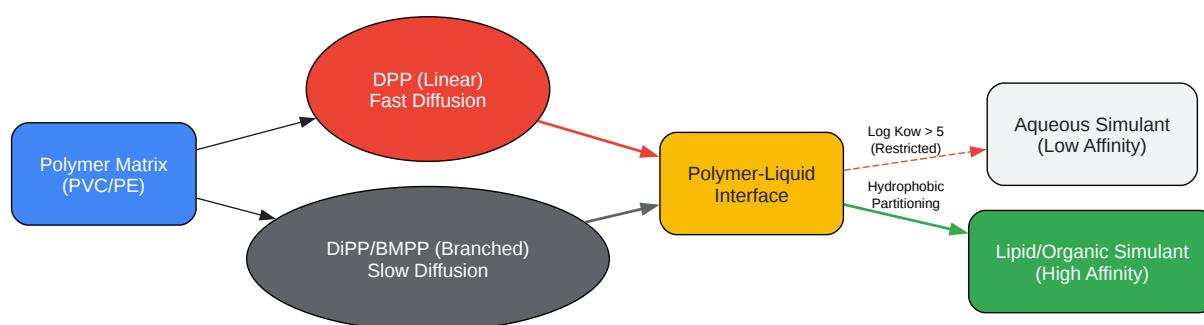 DPP (Linear)
Fast Diffusion
Polymer Matrix
(PVC/PE)
DiPP/BMPP (Branched)
Slow Diffusion
Polymer-Liquid
Interface
Log Kow > 5
(Restricted)
Hydrophobic
Partitioning
Aqueous Simulant
(Low Affinity)
Lipid/Organic Simulant
(High Affinity)